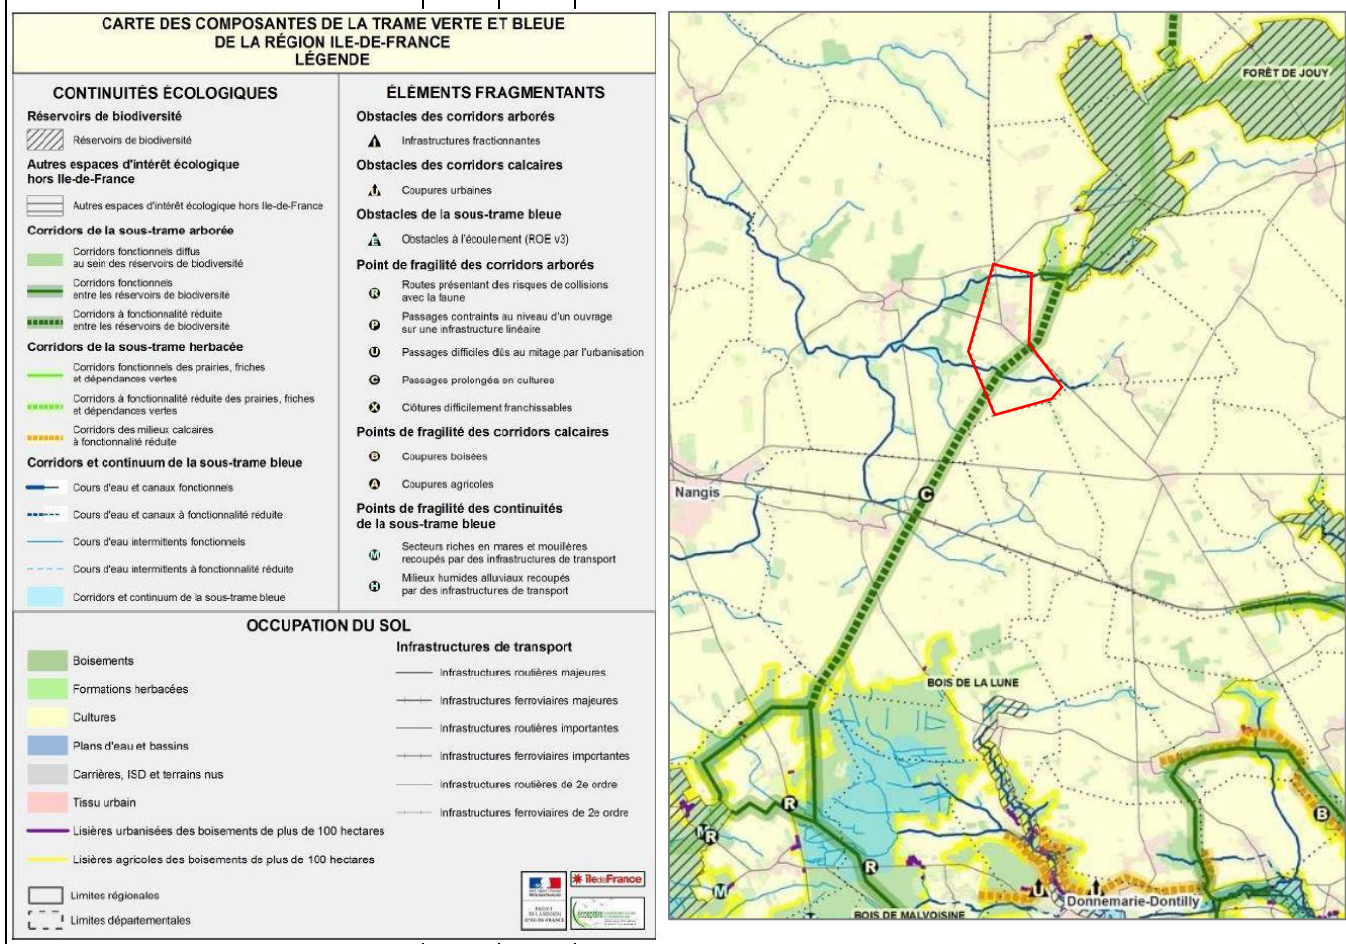 CARTE DES COMPOSANTES DE LA TRAME VERTE ET BLEUE
DE LA RÉGION ILE-DE-FRANCE
LÉGENDE
CONTINUITÉS ÉCOLOGIQUES
Réservoirs de biodiversité
Réservoirs de biodiversité
Autres espaces d'intérêt écologique
hors Ile-de-France
Autres espaces d'intérêt écologique hors Ile-de-France
Corridors de la sous-trame arborée
Corridors fonctionnels diffus
au sein des réservoirs de biodiversité
Corridors fonctionnels
entre les réservoirs de biodiversité
Corridors à fonctionnalité réduite
entre les réservoirs de biodiversité
Corridors de la sous-trame herbacée
Corridors fonctionnels des prairies, friches
et dépendances vertes
Corridors à fonctionnalité réduite des prairies, friches
et dépendances vertes
Corridors des milieux calcaires
à fonctionnalité réduite
Corridors et continuum de la sous-trame bleue
Cours d'eau et canaux fonctionnels
Cours d'eau et canaux à fonctionnalité réduite
Cours d'eau intermittents fonctionnels
Cours d'eau intermittents à fonctionnalité réduite
Corridors et continuum de la sous-trame bleue
ÉLÉMENTS FRAGMENTANTS
Obstacles des corridors arborés
Infrastructures fractionnantes
Obstacles des corridors calcaires
Coupures urbaines
Obstacles de la sous-trame bleue
Obstacles à l'écoulement (ROE v3)
Point de fragilité des corridors arborés
R Routes présentant des risques de collisions
avec la faune
P Passages contraints au niveau d'un ouvrage
sur une infrastructure linéaire
U Passages difficiles dûs au mitage par l'urbanisation
C Passages prolongés en cultures
X Clôtures difficilement franchissables
Points de fragilité des corridors calcaires
B Coupures boisées
A Coupures agricoles
Points de fragilité des continuités
de la sous-trame bleue
M Secteurs riches en mares et mouillères
recoupés par des infrastructures de transport
H Milieux humides alluviaux recoupés
par des infrastructures de transport
OCCUPATION DU SOL
Boisements
Formations herbacées
Cultures
Plans d'eau et bassins
Carrières, ISD et terrains nus
Tissu urbain
Lisières urbanisées des boisements de plus de 100 hectares
Lisières agricoles des boisements de plus de 100 hectares
Limites régionales
Limites départementales
Infrastructures de transport
Infrastructures routières majeures
Infrastructures ferroviaires majeures
Infrastructures routières importantes
Infrastructures ferroviaires importantes
Infrastructures routières de 2e ordre
Infrastructures ferroviaires de 2e ordre
îledeFrance
écosphère
FORÊT DE JOUY
Nangis
C
BOIS DE LA LUNE
R
B
R
R
M
U
Donnemarie-Dontilly
BOIS DE MALVOISINE